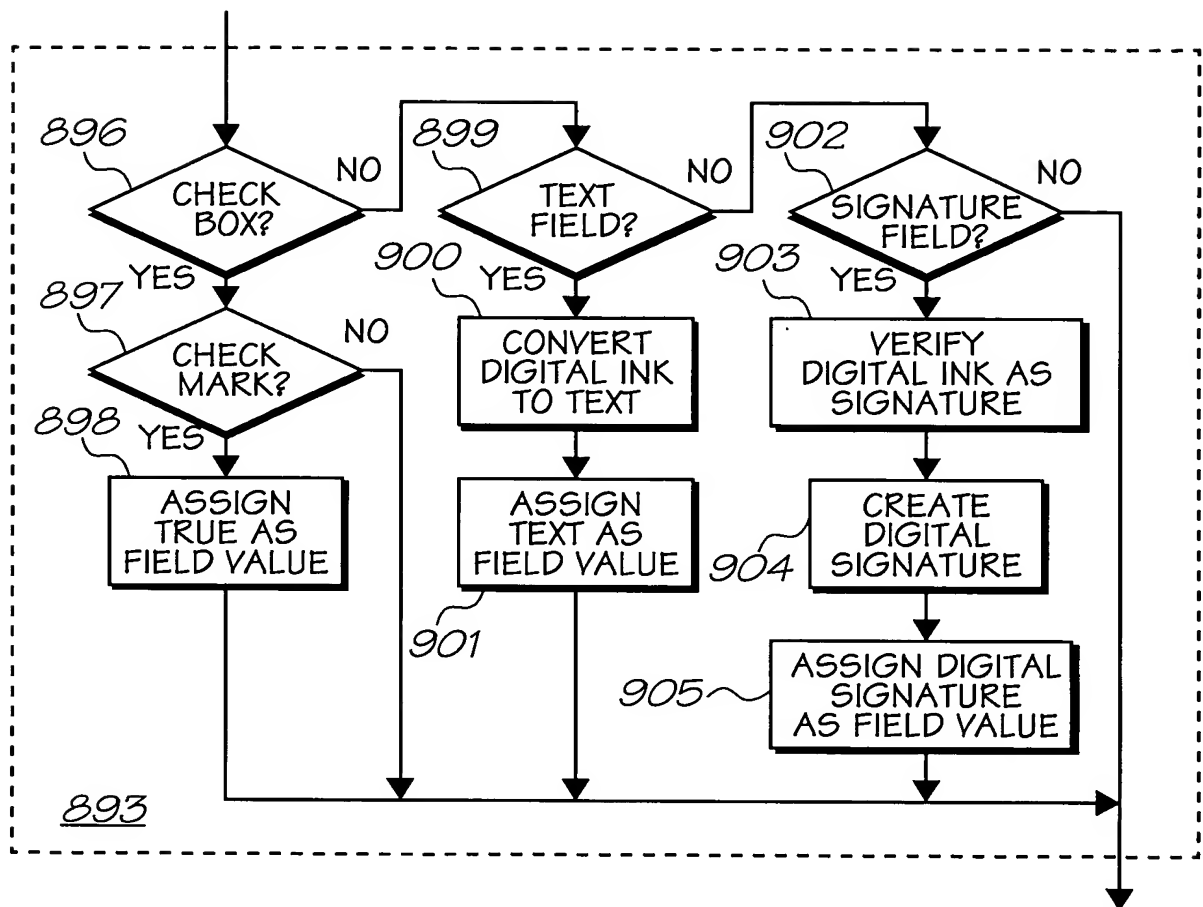 896
CHECK
BOX?
NO
YES
899
TEXT
FIELD?
NO
YES
902
SIGNATURE
FIELD?
NO
YES
897
CHECK
MARK?
NO
YES
898
ASSIGN
TRUE AS
FIELD VALUE
900
CONVERT
DIGITAL INK
TO TEXT
ASSIGN
TEXT AS
FIELD VALUE
901
903
VERIFY
DIGITAL INK AS
SIGNATURE
CREATE
DIGITAL
SIGNATURE
904
ASSIGN DIGITAL
SIGNATURE
AS FIELD VALUE
905
893